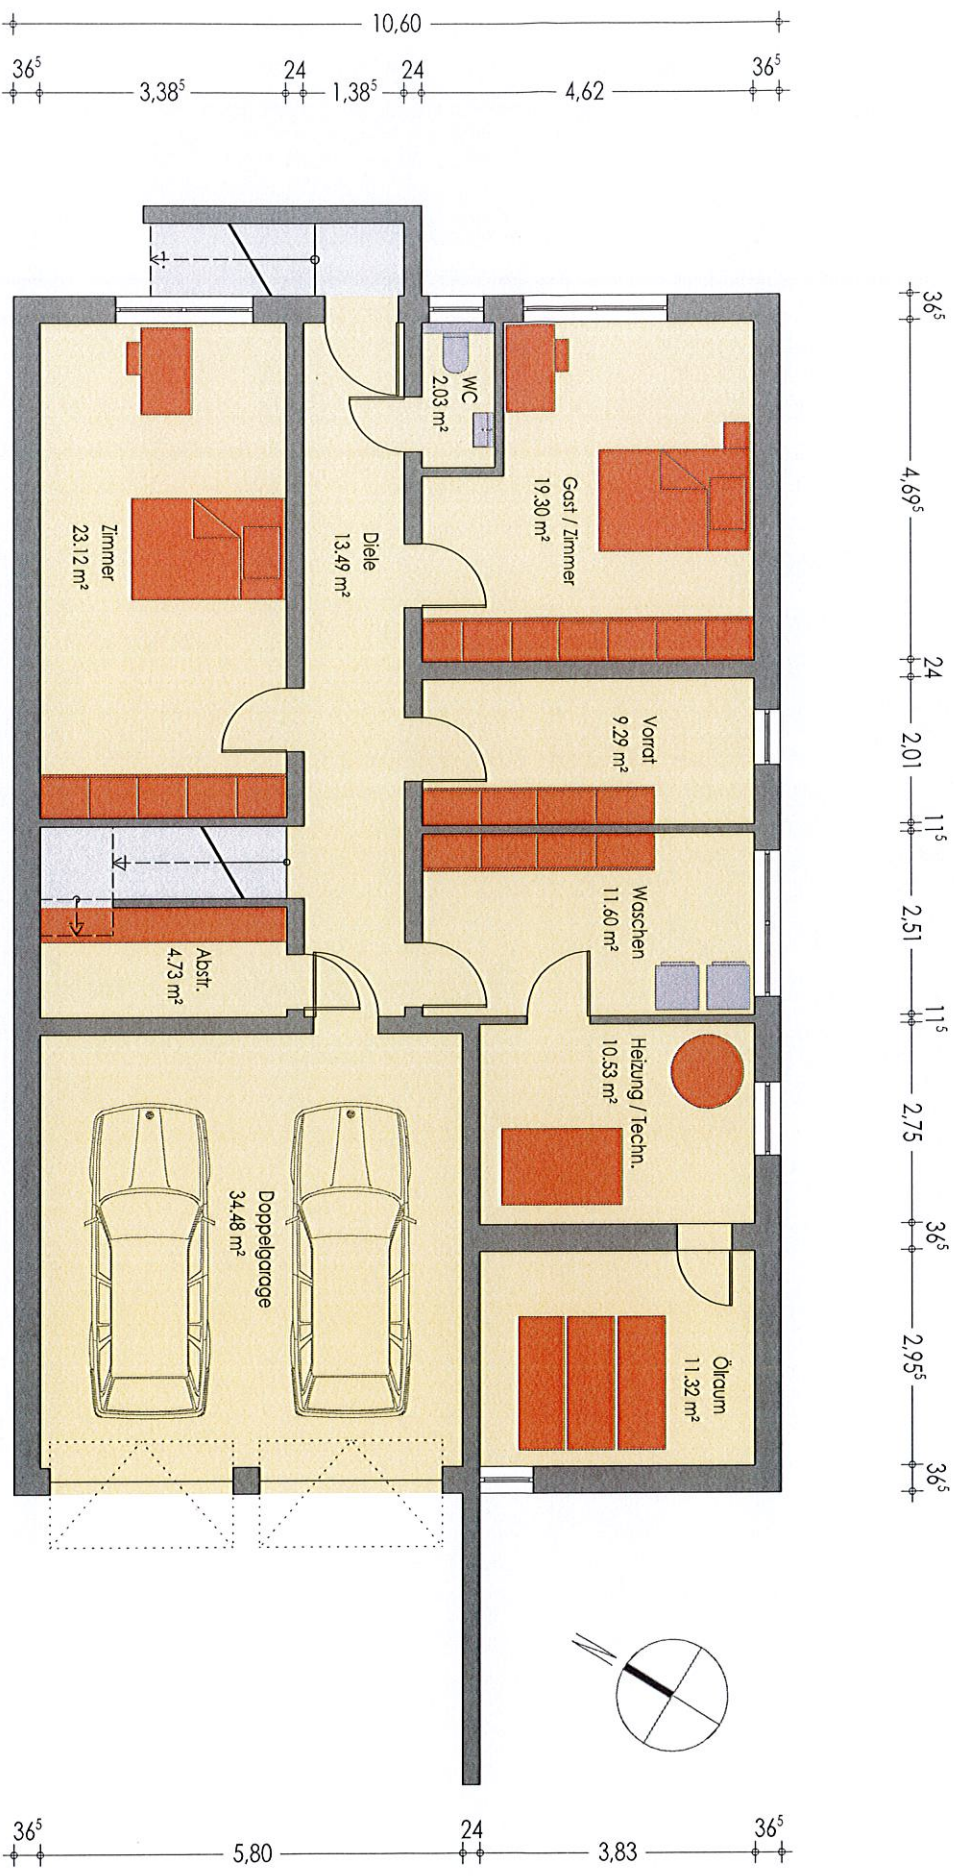 10,60
36⁵
3,38⁵
24
1,38⁵
24
4,62
36⁵
WC
2.03 m²
Gast / Zimmer
19.30 m²
Diele
13.49 m²
Zimmer
23.12 m²
Vorrat
9.29 m²
Waschen
11.60 m²
Abstr.
4.73 m²
Heizung / Techn.
10.53 m²
Doppelgarage
34.48 m²
Ölraum
11.32 m²
N
36⁵
4,69⁵
24
2,01
11⁵
2,51
11⁵
2,75
36⁵
2,95⁵
36⁵
36⁵
5,80
24
3,83
36⁵